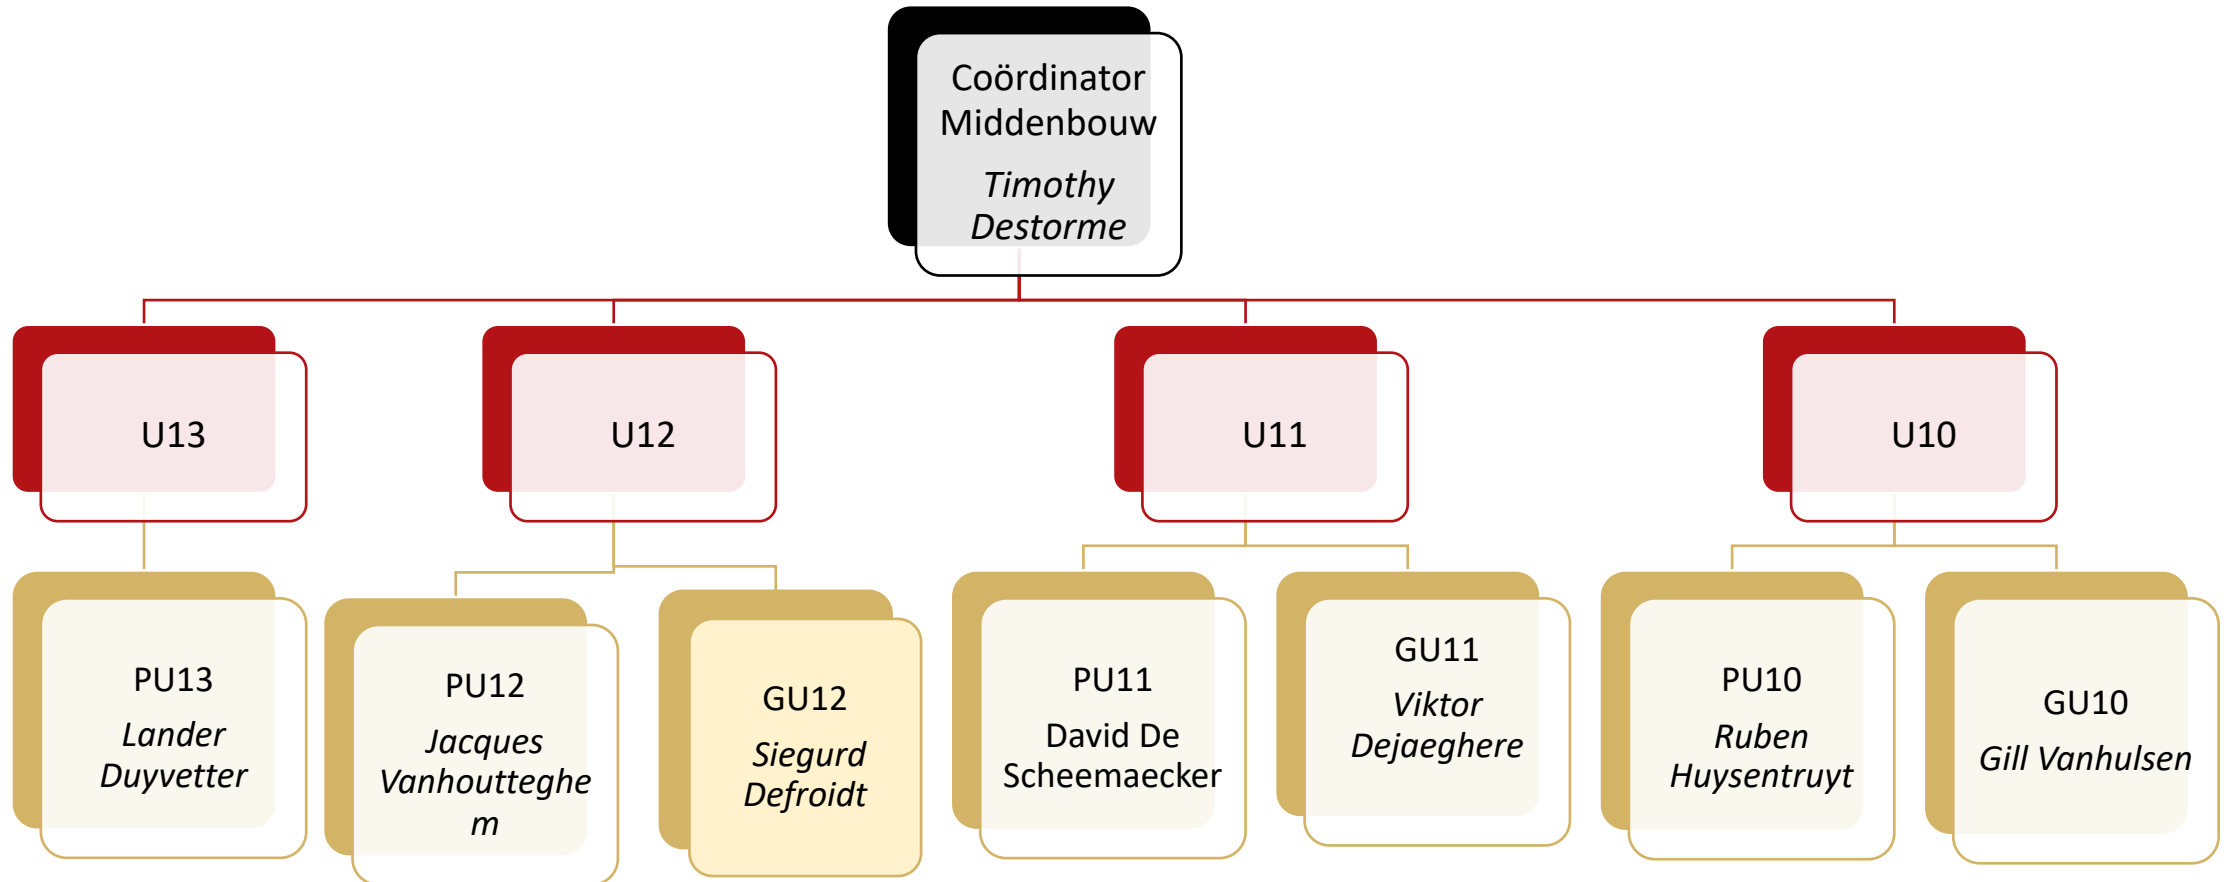 Coördinator
Middenbouw
Timothy
Destorme
U13
U12
U11
U10
PU13
Lander
Duyvetter
PU12
Jacques
Vanhoutteghe
m
GU12
Siegurd
Defroidt
PU11
David De
Scheemaecker
GU11
Viktor
Dejaeghere
PU10
Ruben
Huysentruyt
GU10
Gill Vanhulsen